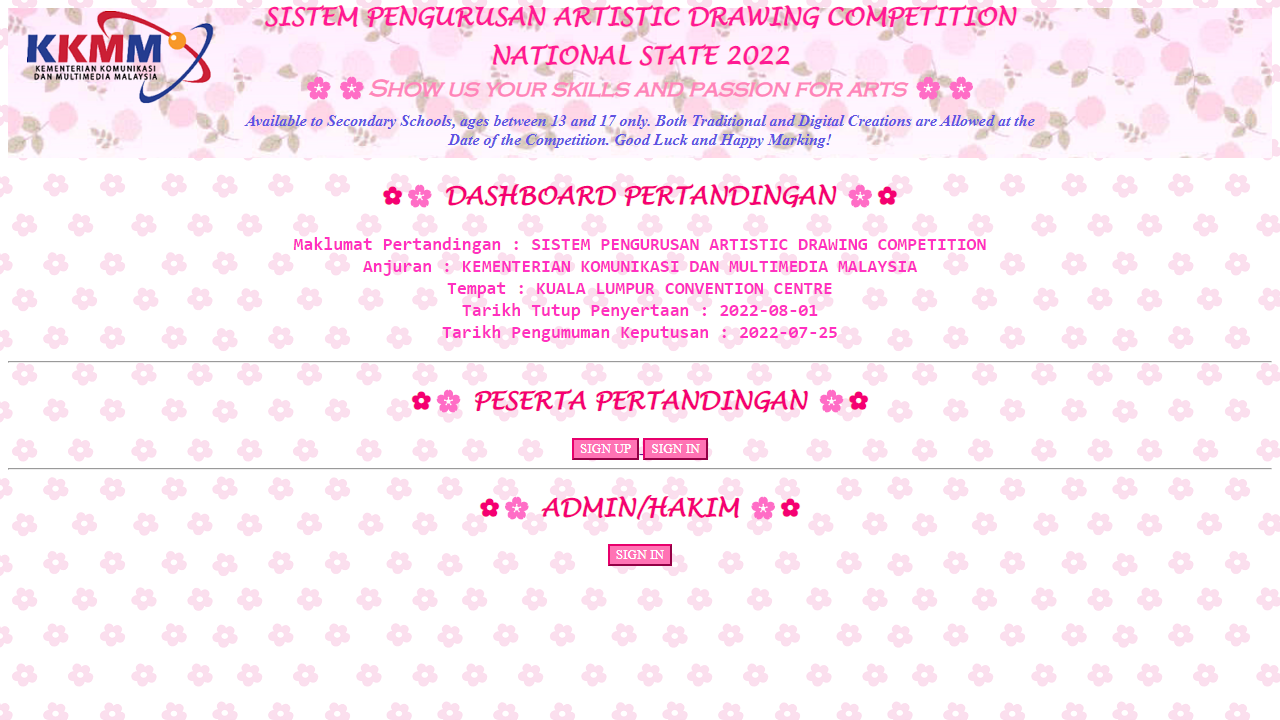 SISTEM PENGURUSAN ARTISTIC DRAWING COMPETITION
NATIONAL STATE 2022
KKMM
KEMENTERIAN KOMUNIKASI
DAN MULTIMEDIA MALAYSIA
Show us your skills and passion for arts
Available to Secondary Schools, ages between 13 and 17 only. Both Traditional and Digital Creations are Allowed at the
Date of the Competition. Good Luck and Happy Marking!
DASHBOARD PERTANDINGAN
Maklumat Pertandingan : SISTEM PENGURUSAN ARTISTIC DRAWING COMPETITION
Anjuran : KEMENTERIAN KOMUNIKASI DAN MULTIMEDIA MALAYSIA
Tempat : KUALA LUMPUR CONVENTION CENTRE
Tarikh Tutup Penyertaan : 2022-08-01
Tarikh Pengumuman Keputusan : 2022-07-25
PESERTA PERTANDINGAN
SIGN UP SIGN IN
ADMIN/HAKIM
SIGN IN